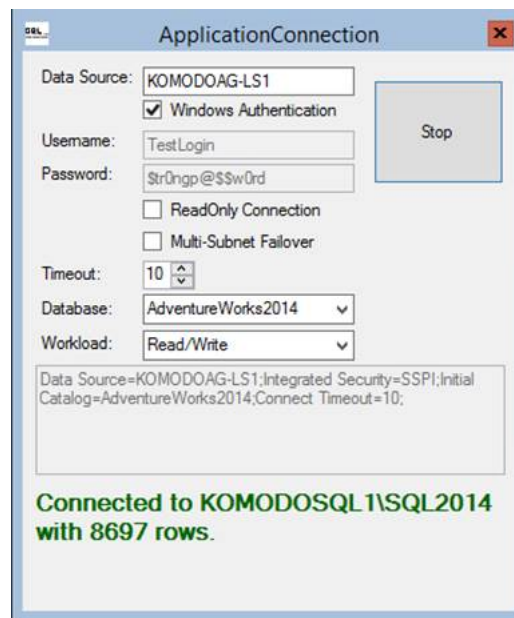 SQL
ApplicationConnection
Data Source:
KOMODOAG-LS1
Windows Authentication
Username:
TestLogin
Stop
Password:
$tr0ngp@$$w0rd
ReadOnly Connection
Multi-Subnet Failover
Timeout:
10
Database:
AdventureWorks2014
Workload:
Read/Write
Data Source=KOMODOAG-LS1;Integrated Security=SSPI;Initial
Catalog=AdventureWorks2014;Connect Timeout=10;
Connected to KOMODOSQL1\SQL2014
with 8697 rows.